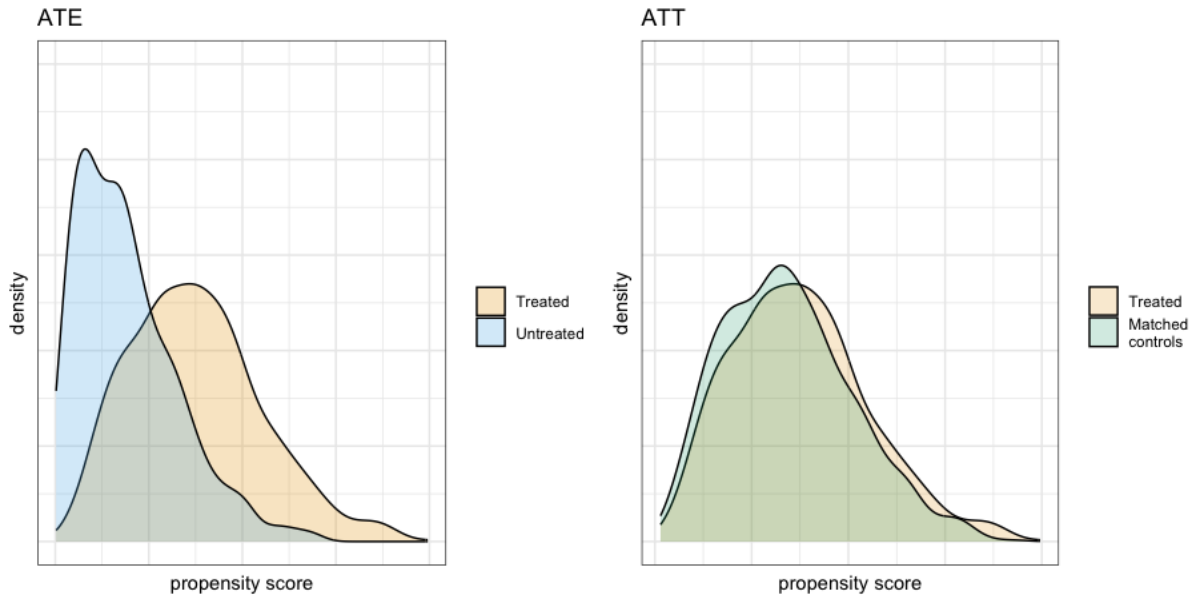 ATE
density
propensity score
Treated
Untreated
ATT
density
propensity score
Treated
Matched
controls